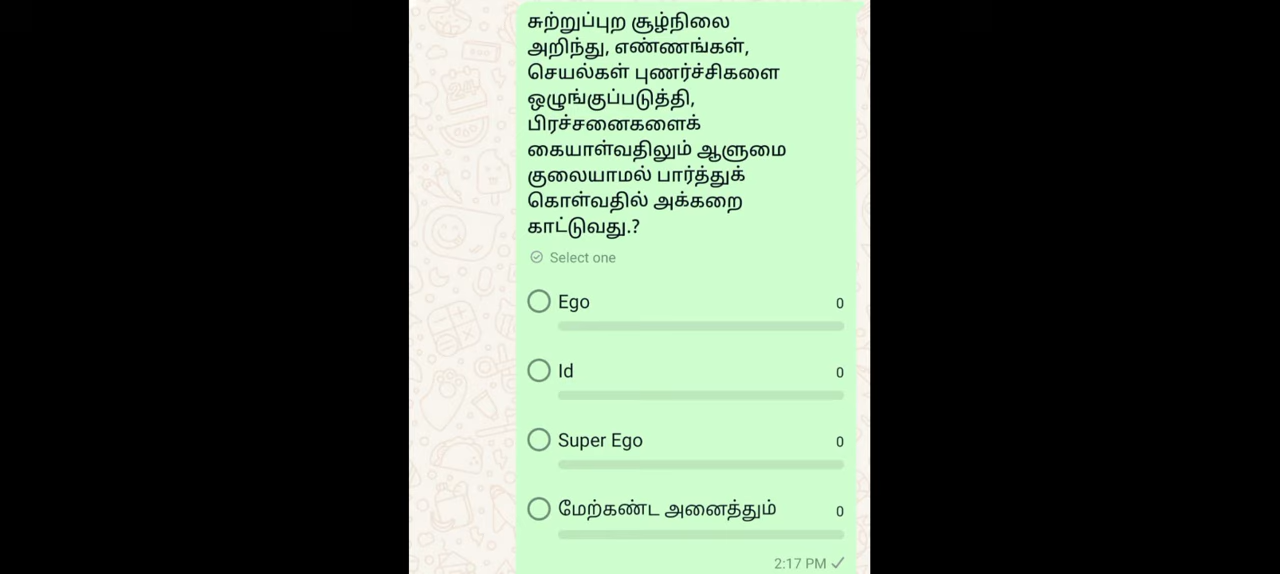 சுற்றுப்புற சூழ்நிலை
அறிந்து, எண்ணங்கள்,
செயல்கள் புணர்ச்சிகளை
ஒழுங்குப்படுத்தி,
பிரச்சனைகளைக்
கையாள்வதிலும் ஆளுமை
குலையாமல் பார்த்துக்
கொள்வதில் அக்கறை
காட்டுவது.?
Select one
Ego 0
Id 0
Super Ego 0
மேற்கண்ட அனைத்தும் 0
2:17 PM